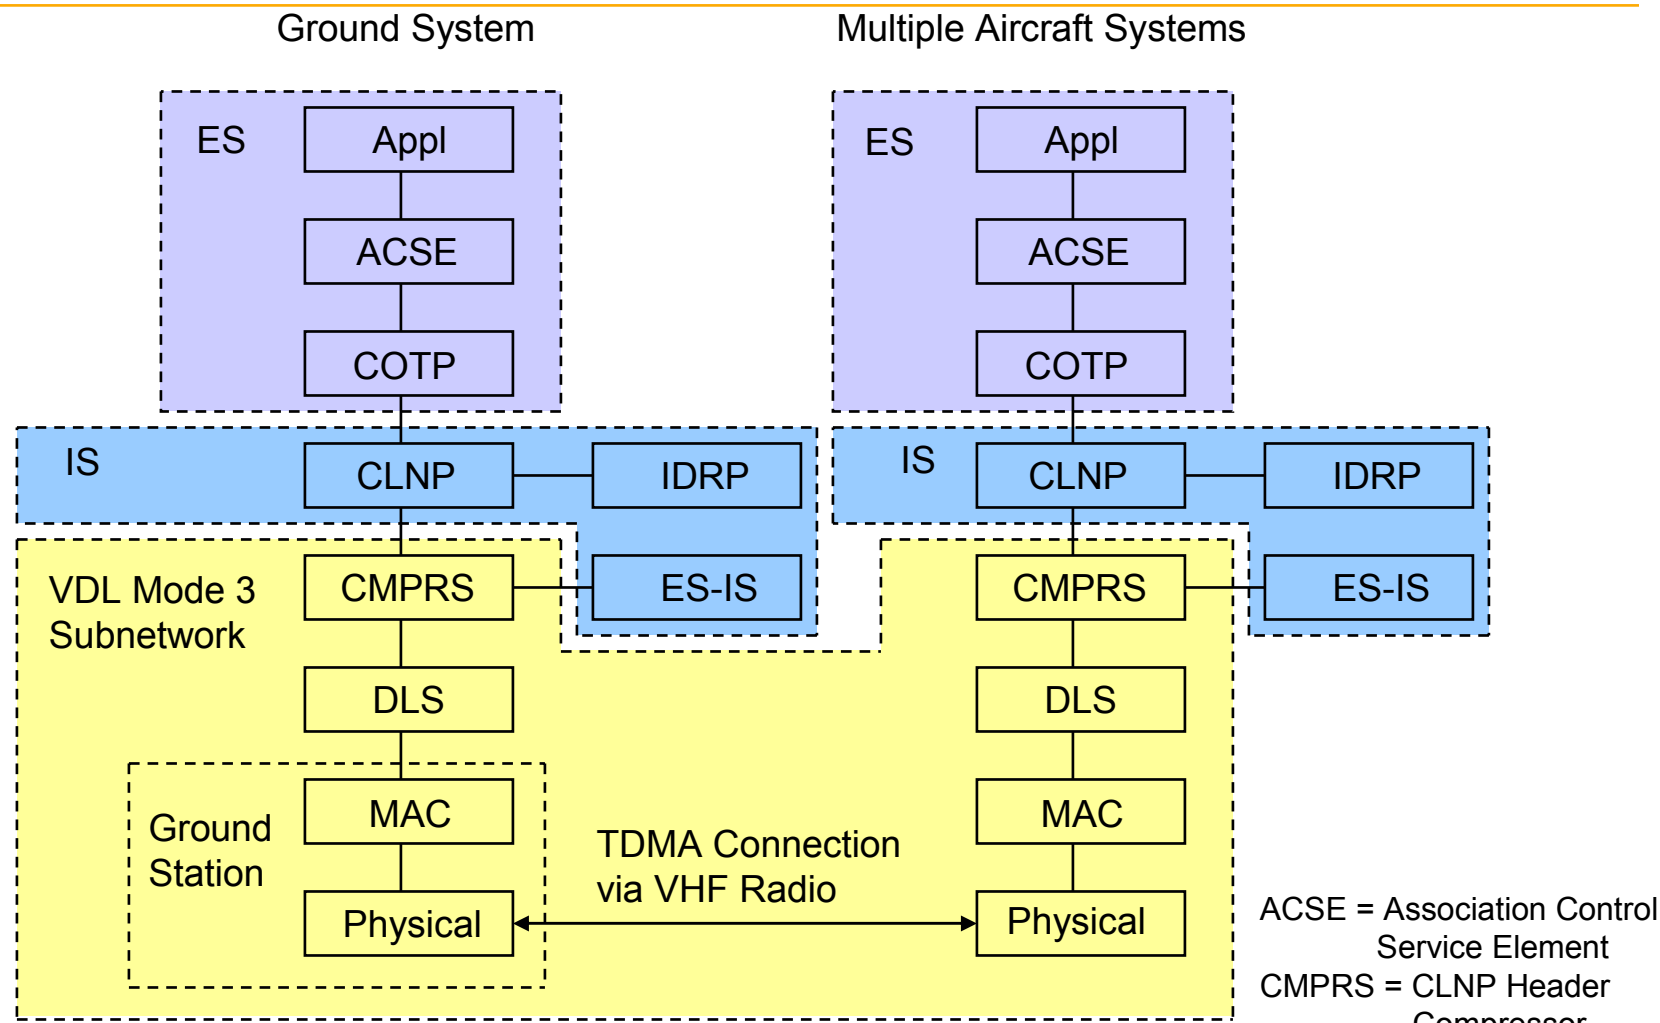 Ground System
Multiple Aircraft Systems
ES
Appl
ACSE
COTP
ES
Appl
ACSE
COTP
IS
CLNP
IDRP
IS
CLNP
IDRP
VDL Mode 3
Subnetwork
CMPRS
ES-IS
CMPRS
ES-IS
DLS
DLS
Ground
Station
MAC
Physical
TDMA Connection
via VHF Radio
MAC
Physical
ACSE = Association Control
Service Element
CMPRS = CLNP Header
Compressor